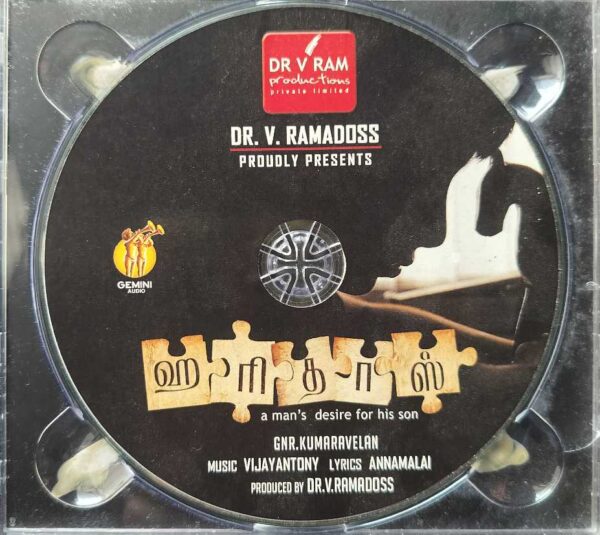 DR V RAM
productions
private limited
DR. V. RAMADOSS
PROUDLY PRESENTS
GEMINI
AUDIO
ஹரிதாஸ்
a man's desire for his son
GNR.KUMARAVELAN
MUSIC VIJAYANTONY LYRICS ANNAMALAI
PRODUCED BY DR.V.RAMADOSS